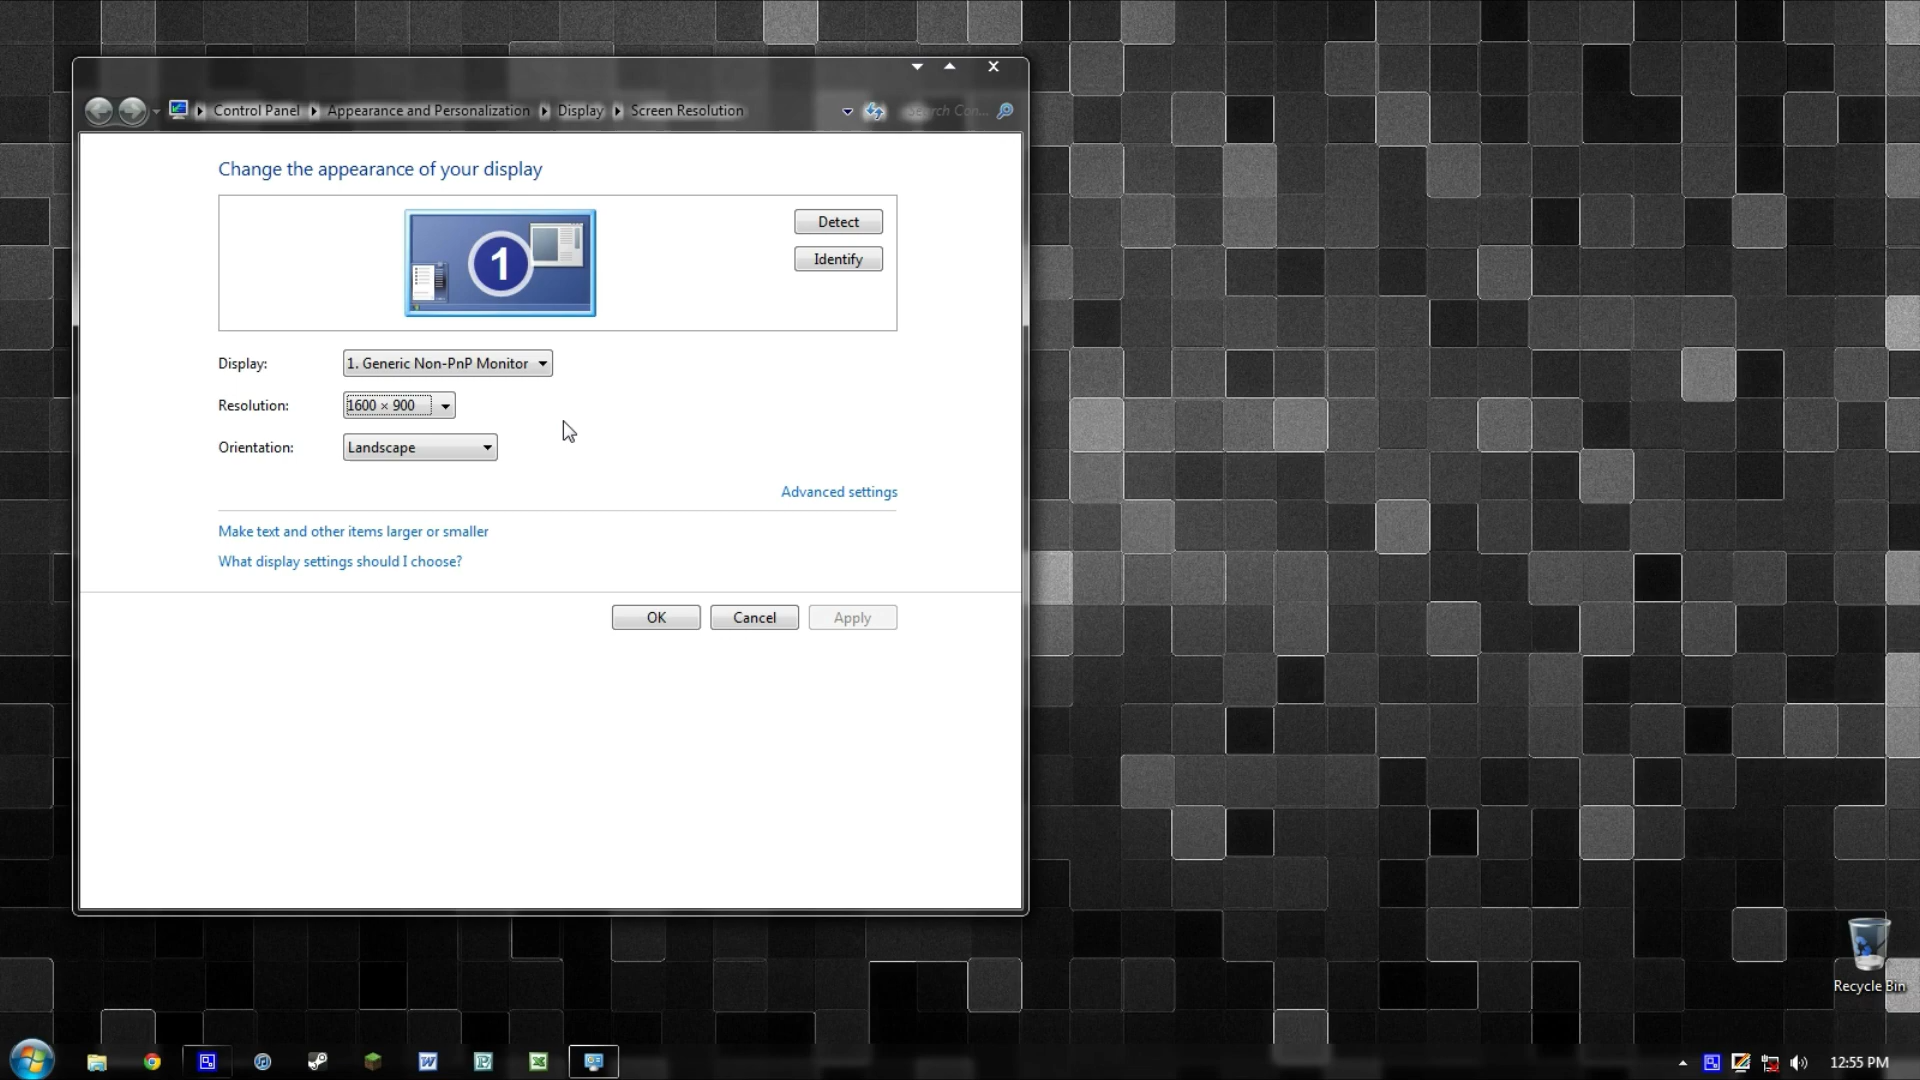 Control Panel Appearance and Personalization Display Screen Resolution Search Con...
Change the appearance of your display
1
Detect
Identify
Display: 1. Generic Non-PnP Monitor
Resolution: 1600 × 900
Orientation: Landscape
Advanced settings
Make text and other items larger or smaller
What display settings should I choose?
OK Cancel Apply
Recycle Bin
12:55 PM